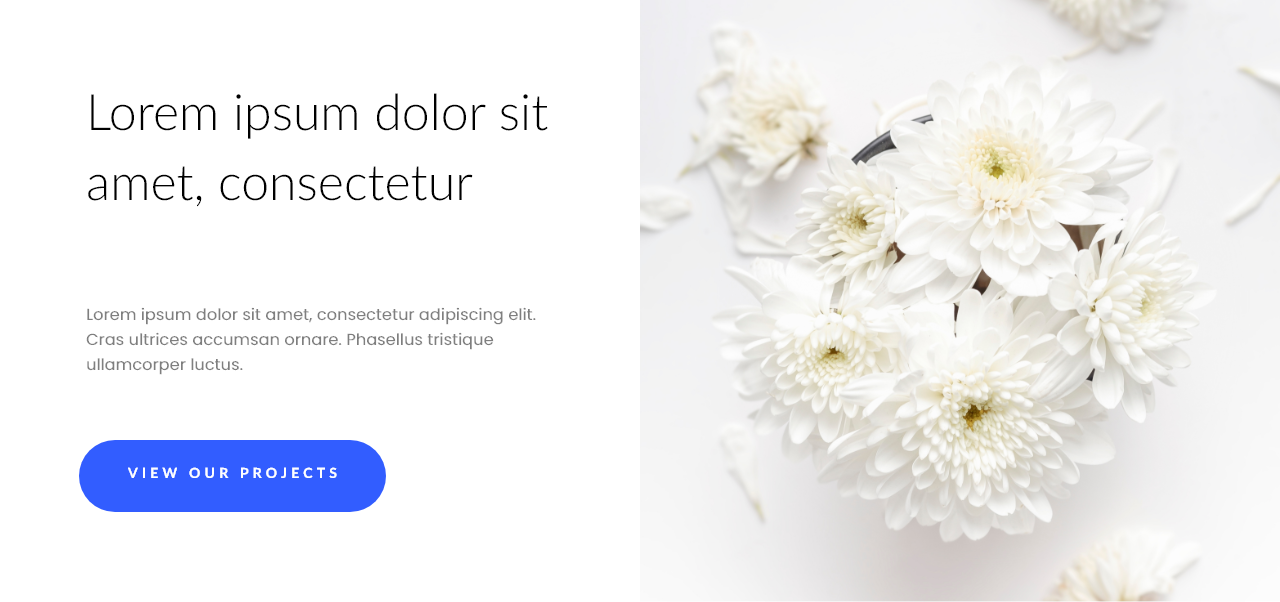 Lorem ipsum dolor sit
amet, consectetur
Lorem ipsum dolor sit amet, consectetur adipiscing elit.
Cras ultrices accumsan ornare. Phasellus tristique
ullamcorper luctus.
VIEW OUR PROJECTS